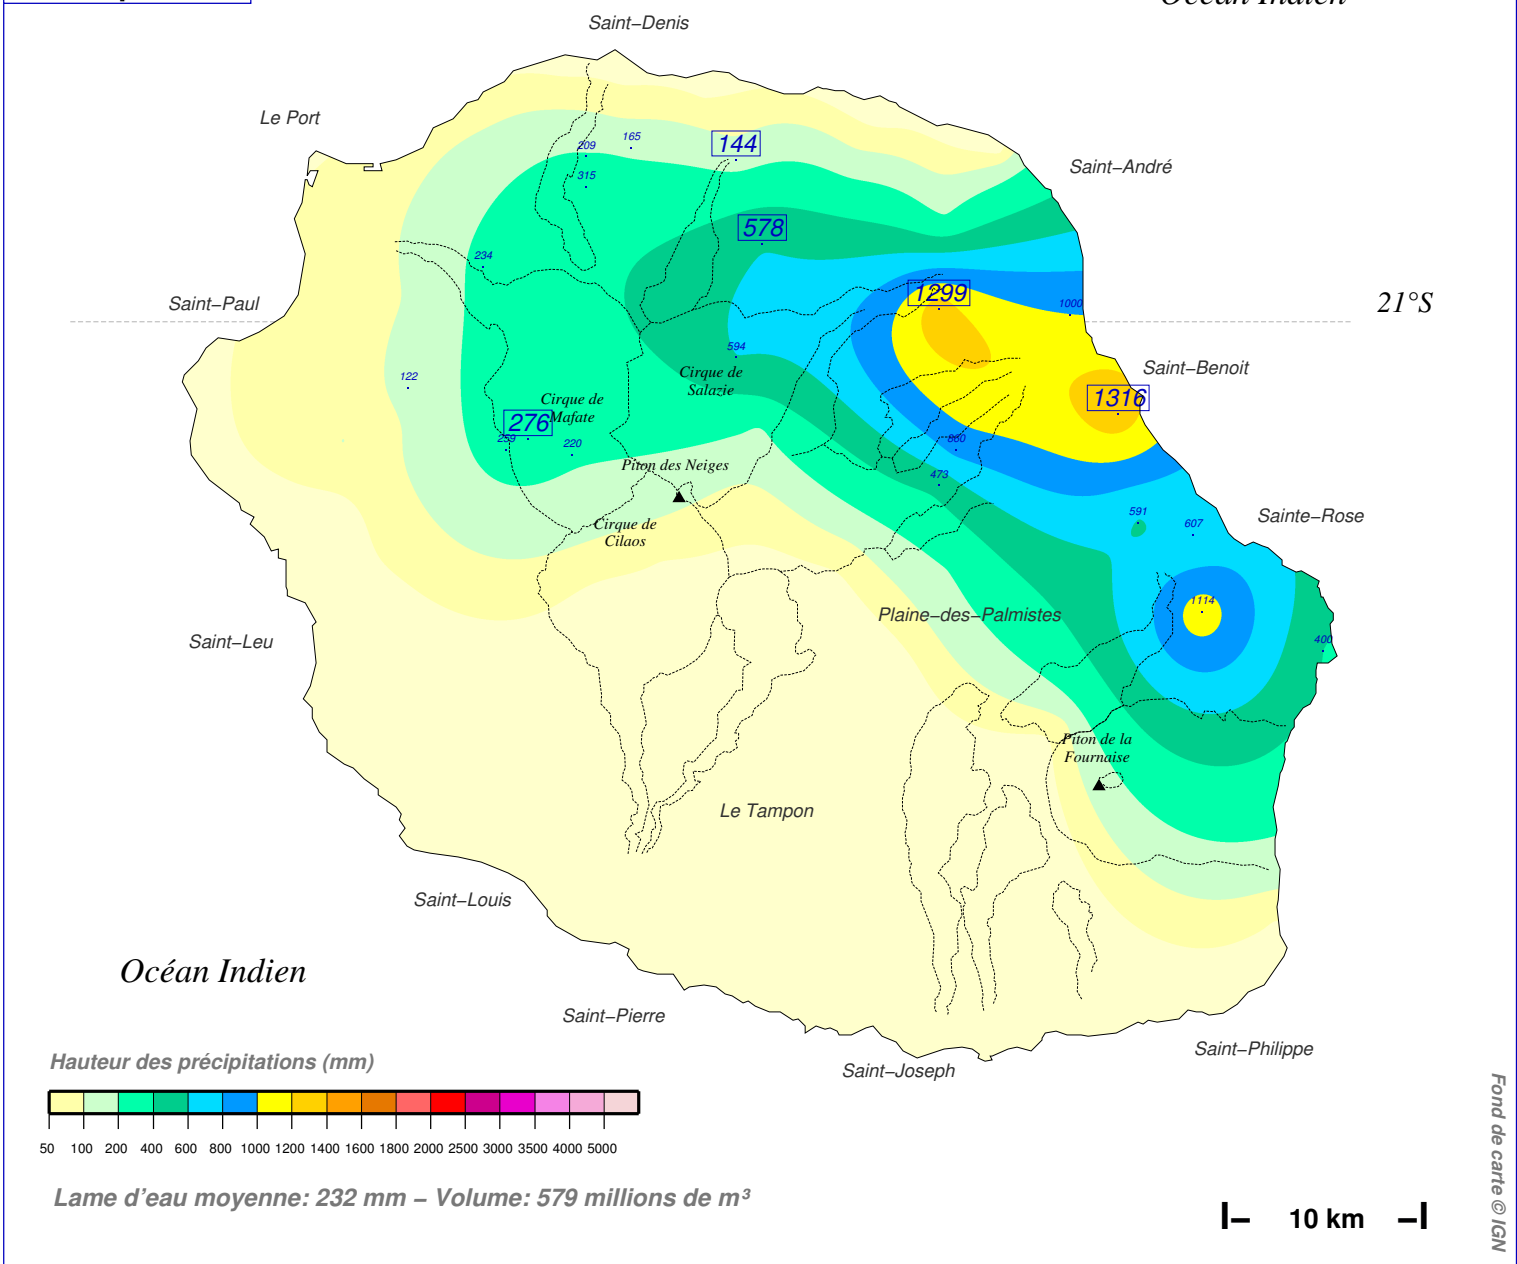 Océan Indien
Saint–Denis
Le Port
165
209
144
315
Saint–André
578
234
1299
Saint–Paul
1000
21°S
594
Saint–Benoit
122
Cirque de
Salazie
Cirque de
Mafate
1316
276
259
220
860
Piton des Neiges
473
591
607
Sainte–Rose
Cirque de
Cilaos
1114
Plaine–des–Palmistes
400
Saint–Leu
Piton de la
Fournaise
Le Tampon
Saint–Louis
Océan Indien
Saint–Pierre
Saint–Joseph
Saint–Philippe
Hauteur des précipitations (mm)
50 100 200 400 600 800 1000 1200 1400 1600 1800 2000 2500 3000 3500 4000 5000
Lame d'eau moyenne: 232 mm – Volume: 579 millions de m³
10 km
Fond de carte © IGN